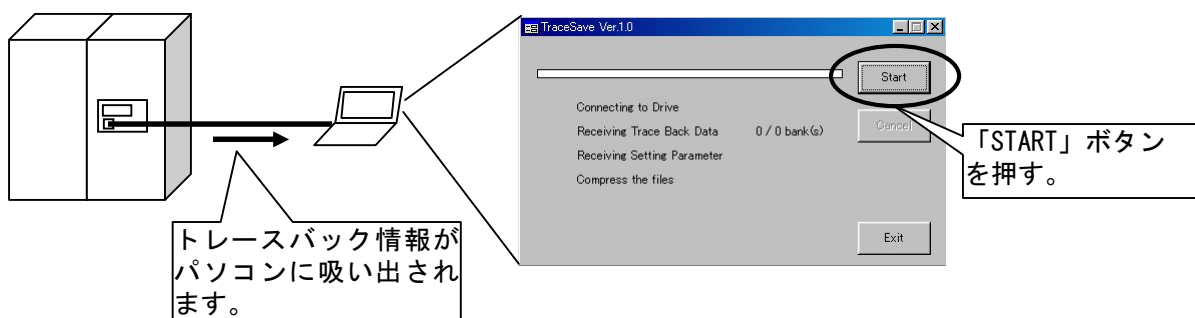 TraceSave Ver.1.0
Start
Connecting to Drive
Receiving Trace Back Data 0 / 0 bank(s)
Cancel
Receiving Setting Parameter
Compress the files
Exit
「START」ボタン
を押す。
トレースバック情報が
パソコンに吸い出され
ます。